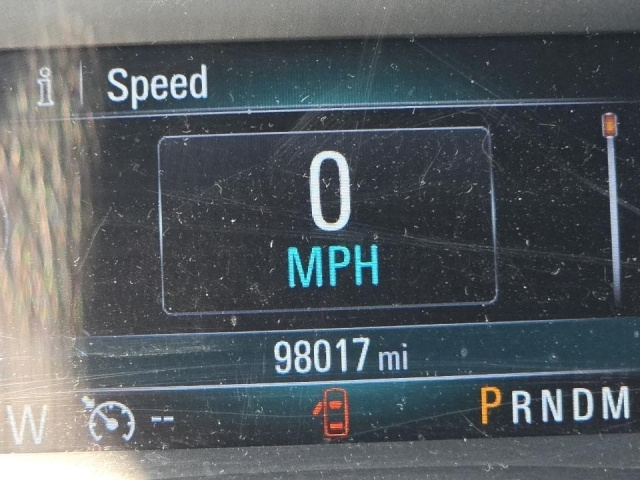 i Speed
0
MPH
98017 mi
W -- PRNDM